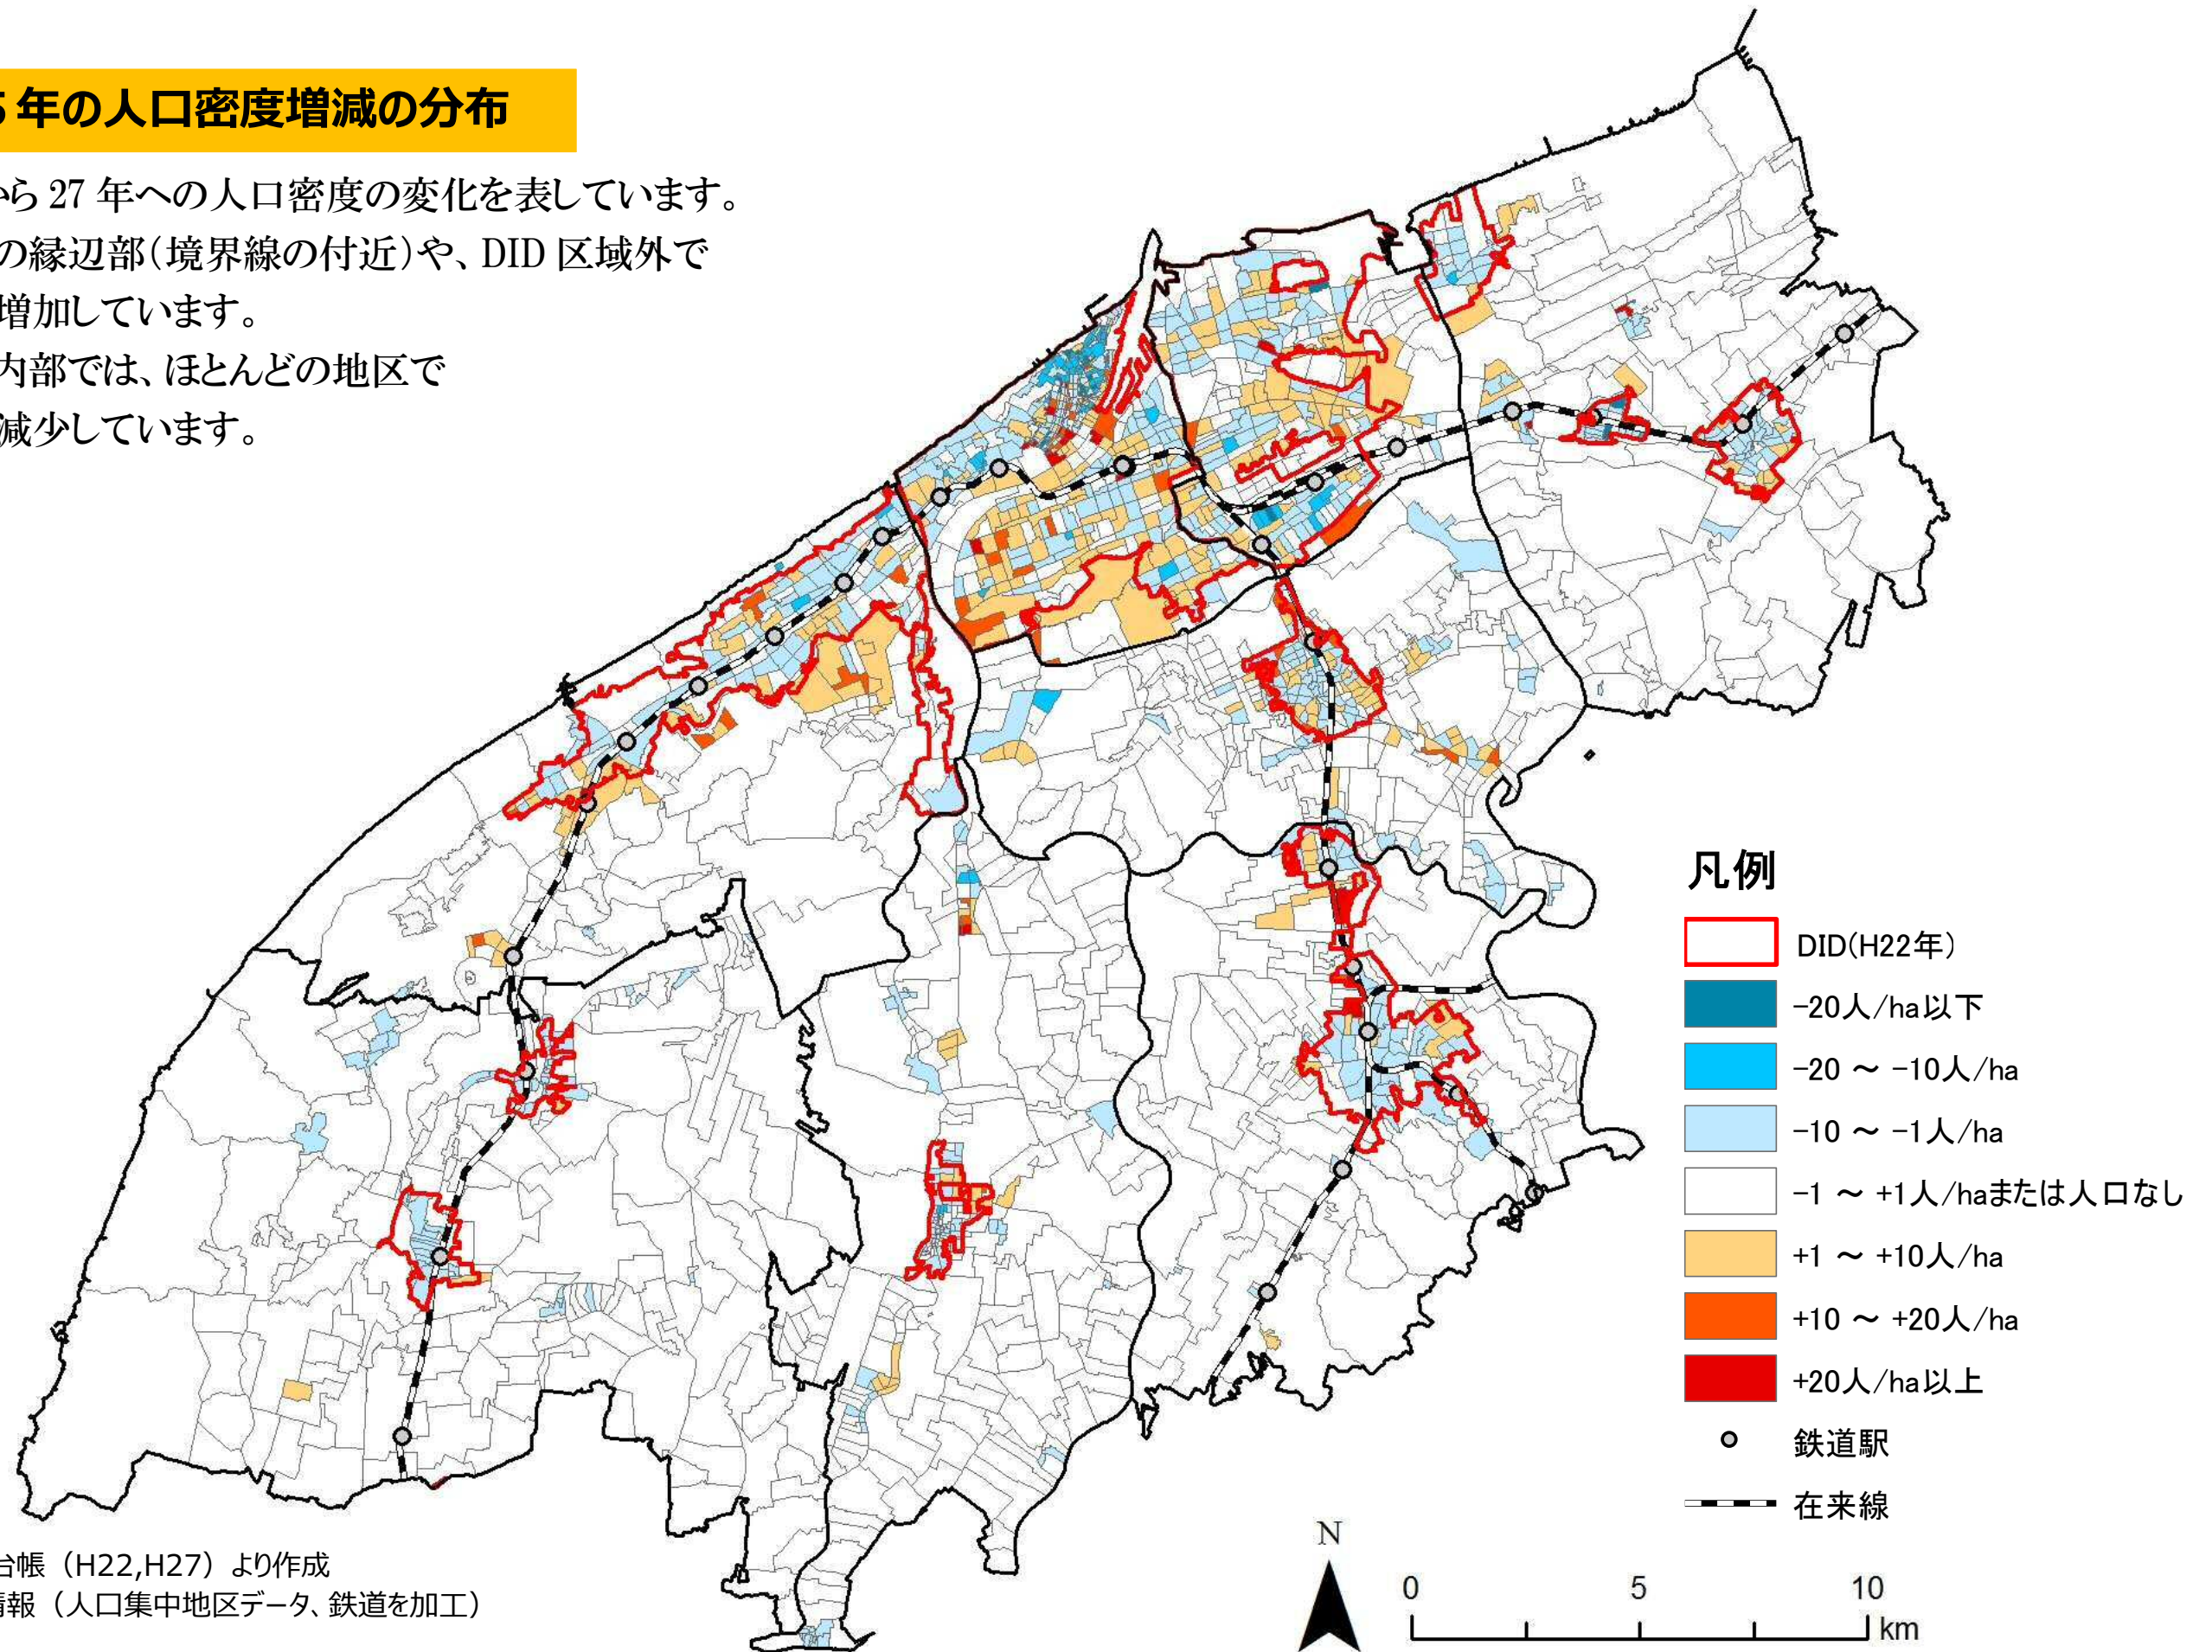 5年の人口密度増減の分布
から 27 年への人口密度の変化を表しています。
の縁辺部（境界線の付近）や、DID 区域外で
増加しています。
内部では、ほとんどの地区で
減少しています。
凡例
DID(H22年)
-20人/ha以下
-20 ～ -10人/ha
-10 ～ -1人/ha
-1 ～ +1人/haまたは人口なし
+1 ～ +10人/ha
+10 ～ +20人/ha
+20人/ha以上
鉄道駅
在来線
台帳（H22,H27）より作成
情報（人口集中地区データ、鉄道を加工）
N
0 5 10
km